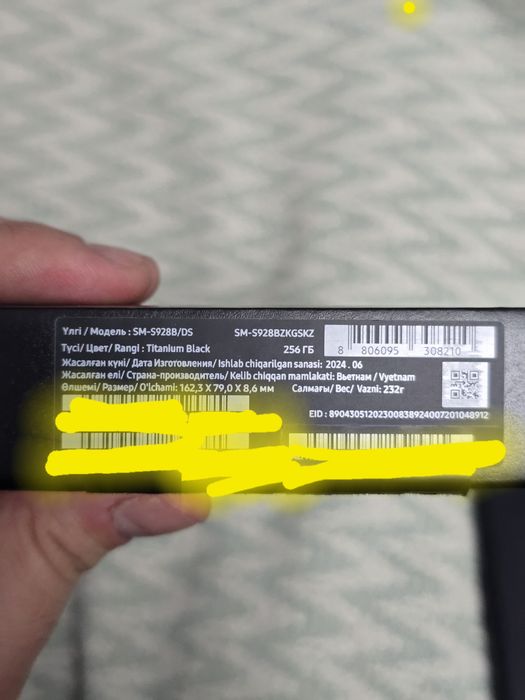 Үлгі / Модель : SM-S928B/DS SM-S928BZKGSKZ
Түсі/ Цвет/ Rangi : Titanium Black 256 ГБ
8 806095 308210
Жасалған күні/ Дата Изготовления/ Ishlab chiqarilgan sanasi: 2024 . 06
Жасалған елі/ Страна-производитель/ Kelib chiqqan mamlakati: Вьетнам / Vyetnam
Өлшемі/ Размер/ O'lchami: 162,3 X 79,0 X 8,6 мм Салмағы/ Вес/ Vazni: 232г
EID : 89043051202300838924007201048912